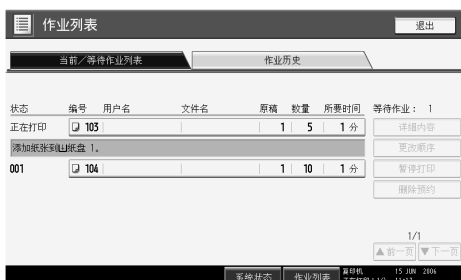 作业列表 退出
当前/等待作业列表 作业历史
状态 编号 用户名 文件名 原稿 数量 所要时间 等待作业： 1
正在打印 103 1 5 1 分 详细内容
添加纸张到凵纸盘 1。 更改顺序
001 104 1 10 1 分 暂停打印
删除预约
1/1
▲前一页 ▼下一页
系统状态 作业列表 复印机 15 JUN 2006